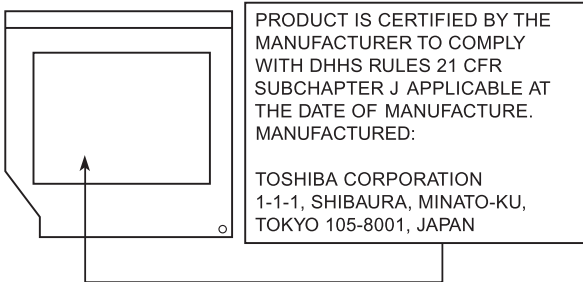 PRODUCT IS CERTIFIED BY THE
MANUFACTURER TO COMPLY
WITH DHHS RULES 21 CFR
SUBCHAPTER J APPLICABLE AT
THE DATE OF MANUFACTURE.
MANUFACTURED:
TOSHIBA CORPORATION
1-1-1, SHIBAURA, MINATO-KU,
TOKYO 105-8001, JAPAN